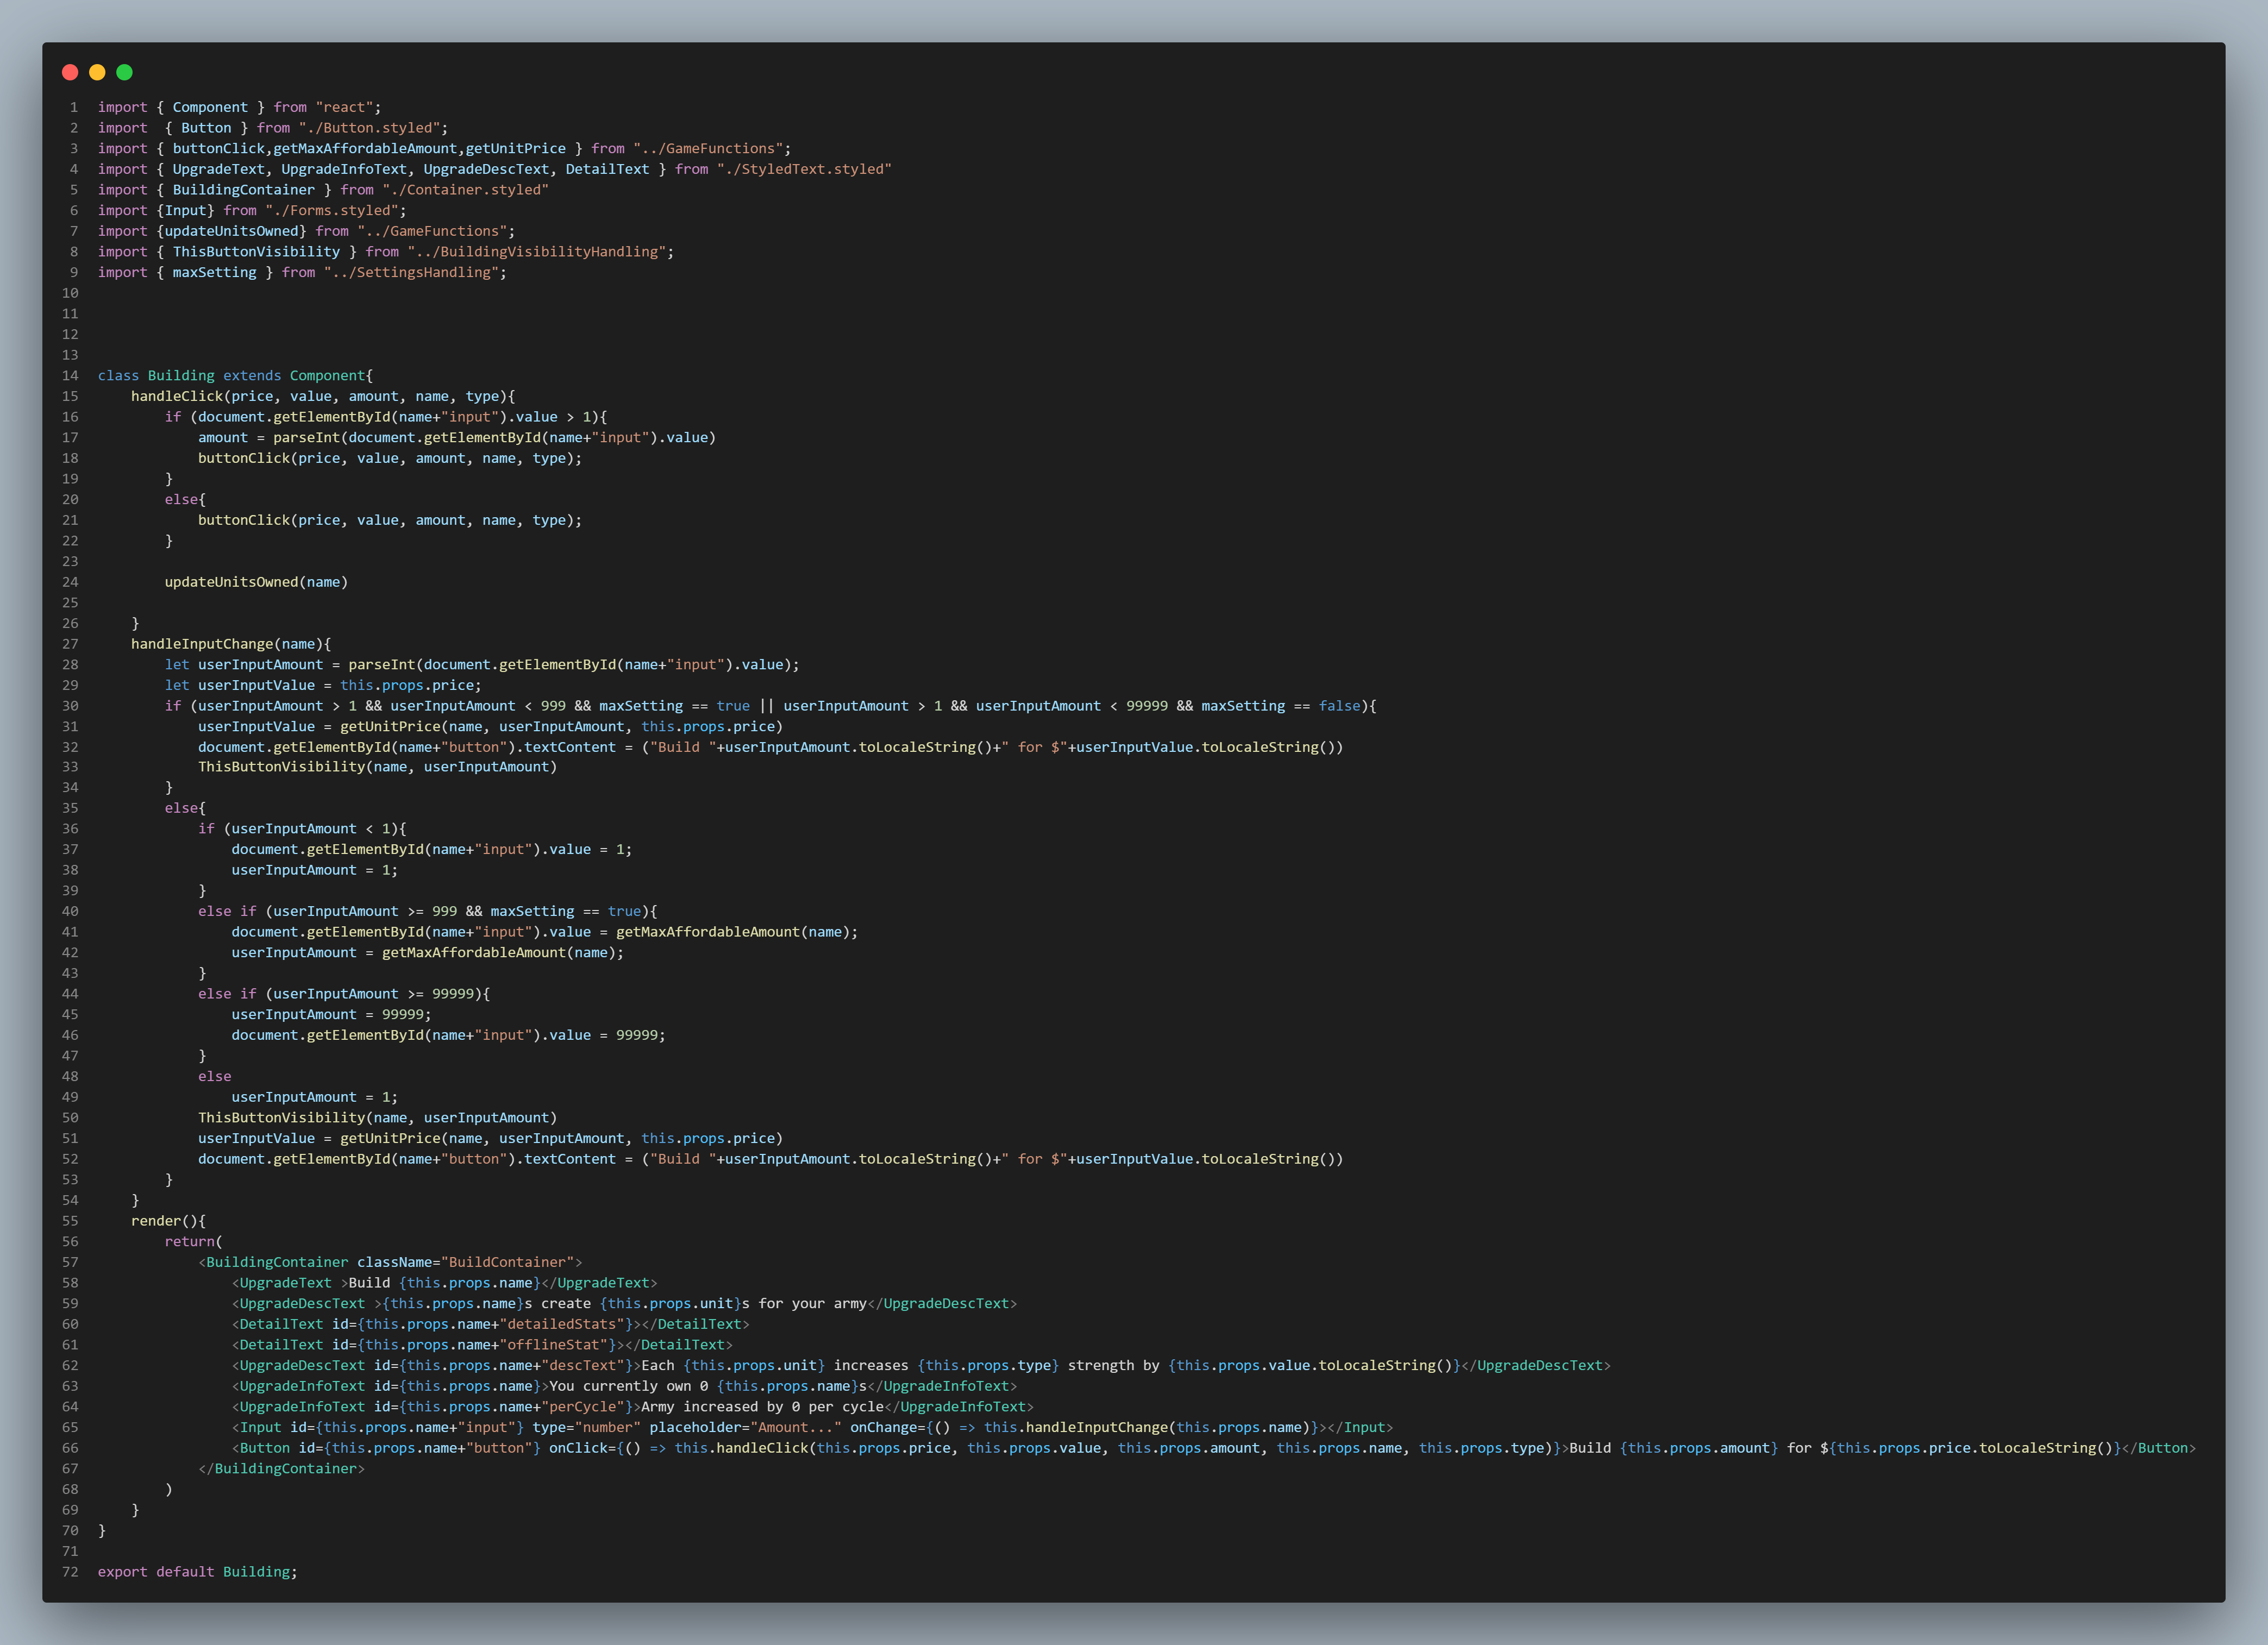 1 import { Component } from "react";
2 import  { Button } from "./Button.styled";
3 import { buttonClick,getMaxAffordableAmount,getUnitPrice } from "../GameFunctions";
4 import { UpgradeText, UpgradeInfoText, UpgradeDescText, DetailText } from "./StyledText.styled"
5 import { BuildingContainer } from "./Container.styled"
6 import {Input} from "./Forms.styled";
7 import {updateUnitsOwned} from "../GameFunctions";
8 import { ThisButtonVisibility } from "../BuildingVisibilityHandling";
9 import { maxSetting } from "../SettingsHandling";
10
11
12
13
14 class Building extends Component{
15     handleClick(price, value, amount, name, type){
16         if (document.getElementById(name+"input").value > 1){
17             amount = parseInt(document.getElementById(name+"input").value)
18             buttonClick(price, value, amount, name, type);
19         }
20         else{
21             buttonClick(price, value, amount, name, type);
22         }
23
24         updateUnitsOwned(name)
25
26     }
27     handleInputChange(name){
28         let userInputAmount = parseInt(document.getElementById(name+"input").value);
29         let userInputValue = this.props.price;
30         if (userInputAmount > 1 && userInputAmount < 999 && maxSetting == true || userInputAmount > 1 && userInputAmount < 99999 && maxSetting == false){
31             userInputValue = getUnitPrice(name, userInputAmount, this.props.price)
32             document.getElementById(name+"button").textContent = ("Build "+userInputAmount.toLocaleString()+" for $"+userInputValue.toLocaleString())
33             ThisButtonVisibility(name, userInputAmount)
34         }
35         else{
36             if (userInputAmount < 1){
37                 document.getElementById(name+"input").value = 1;
38                 userInputAmount = 1;
39             }
40             else if (userInputAmount >= 999 && maxSetting == true){
41                 document.getElementById(name+"input").value = getMaxAffordableAmount(name);
42                 userInputAmount = getMaxAffordableAmount(name);
43             }
44             else if (userInputAmount >= 99999){
45                 userInputAmount = 99999;
46                 document.getElementById(name+"input").value = 99999;
47             }
48             else
49                 userInputAmount = 1;
50             ThisButtonVisibility(name, userInputAmount)
51             userInputValue = getUnitPrice(name, userInputAmount, this.props.price)
52             document.getElementById(name+"button").textContent = ("Build "+userInputAmount.toLocaleString()+" for $"+userInputValue.toLocaleString())
53         }
54     }
55     render(){
56         return(
57             <BuildingContainer className="BuildContainer">
58                 <UpgradeText >Build {this.props.name}</UpgradeText>
59                 <UpgradeDescText >{this.props.name}s create {this.props.unit}s for your army</UpgradeDescText>
60                 <DetailText id={this.props.name+"detailedStats"}></DetailText>
61                 <DetailText id={this.props.name+"offlineStat"}></DetailText>
62                 <UpgradeDescText id={this.props.name+"descText"}>Each {this.props.unit} increases {this.props.type} strength by {this.props.value.toLocaleString()}</UpgradeDescText>
63                 <UpgradeInfoText id={this.props.name}>You currently own 0 {this.props.name}s</UpgradeInfoText>
64                 <UpgradeInfoText id={this.props.name+"perCycle"}>Army increased by 0 per cycle</UpgradeInfoText>
65                 <Input id={this.props.name+"input"} type="number" placeholder="Amount..." onChange={() => this.handleInputChange(this.props.name)}></Input>
66                 <Button id={this.props.name+"button"} onClick={() => this.handleClick(this.props.price, this.props.value, this.props.amount, this.props.name, this.props.type)}>Build {this.props.amount} for ${this.props.price.toLocaleString()}</Button>
67             </BuildingContainer>
68         )
69     }
70 }
71
72 export default Building;